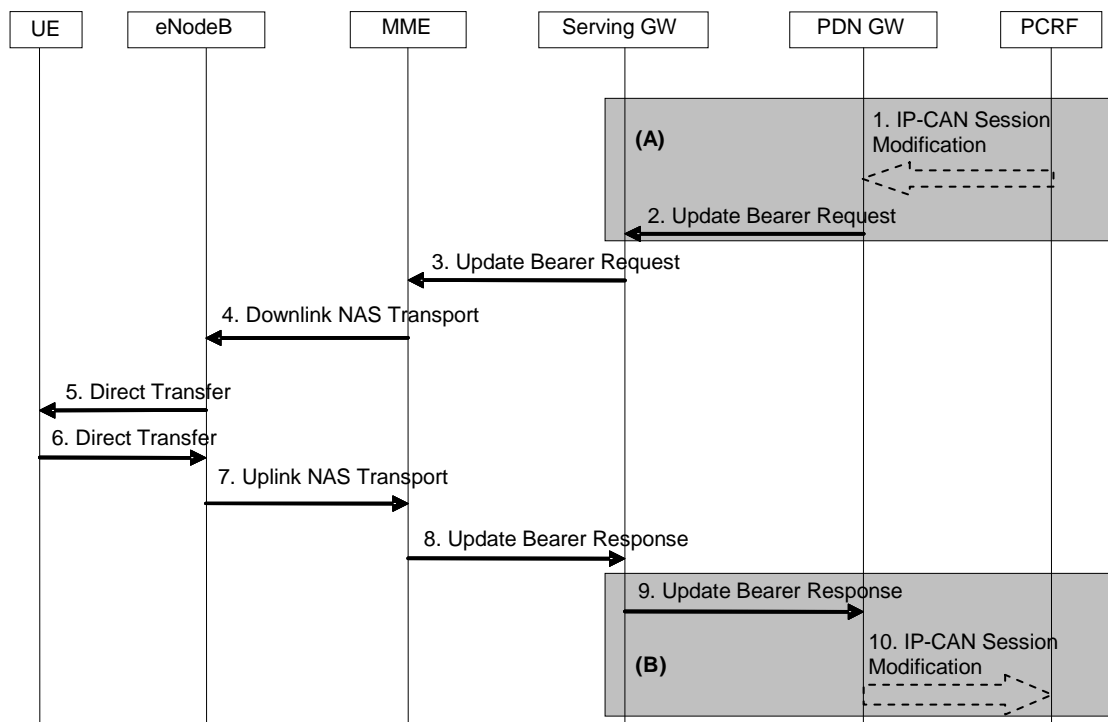 UE
eNodeB
MME
Serving GW
PDN GW
PCRF
(A)
1. IP-CAN Session
Modification
2. Update Bearer Request
3. Update Bearer Request
4. Downlink NAS Transport
5. Direct Transfer
6. Direct Transfer
7. Uplink NAS Transport
8. Update Bearer Response
9. Update Bearer Response
(B)
10. IP-CAN Session
Modification